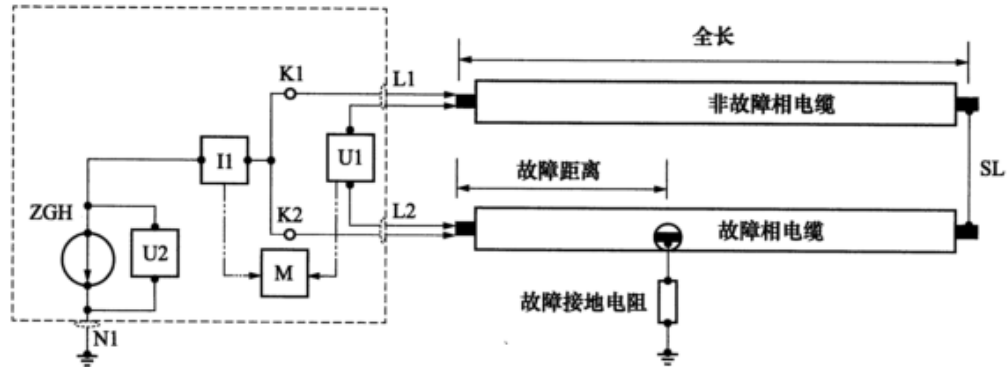 全长
K1
L1
非故障相电缆
I1
U1
SL
故障距离
ZGH
K2
L2
U2
M
故障相电缆
故障接地电阻
N1